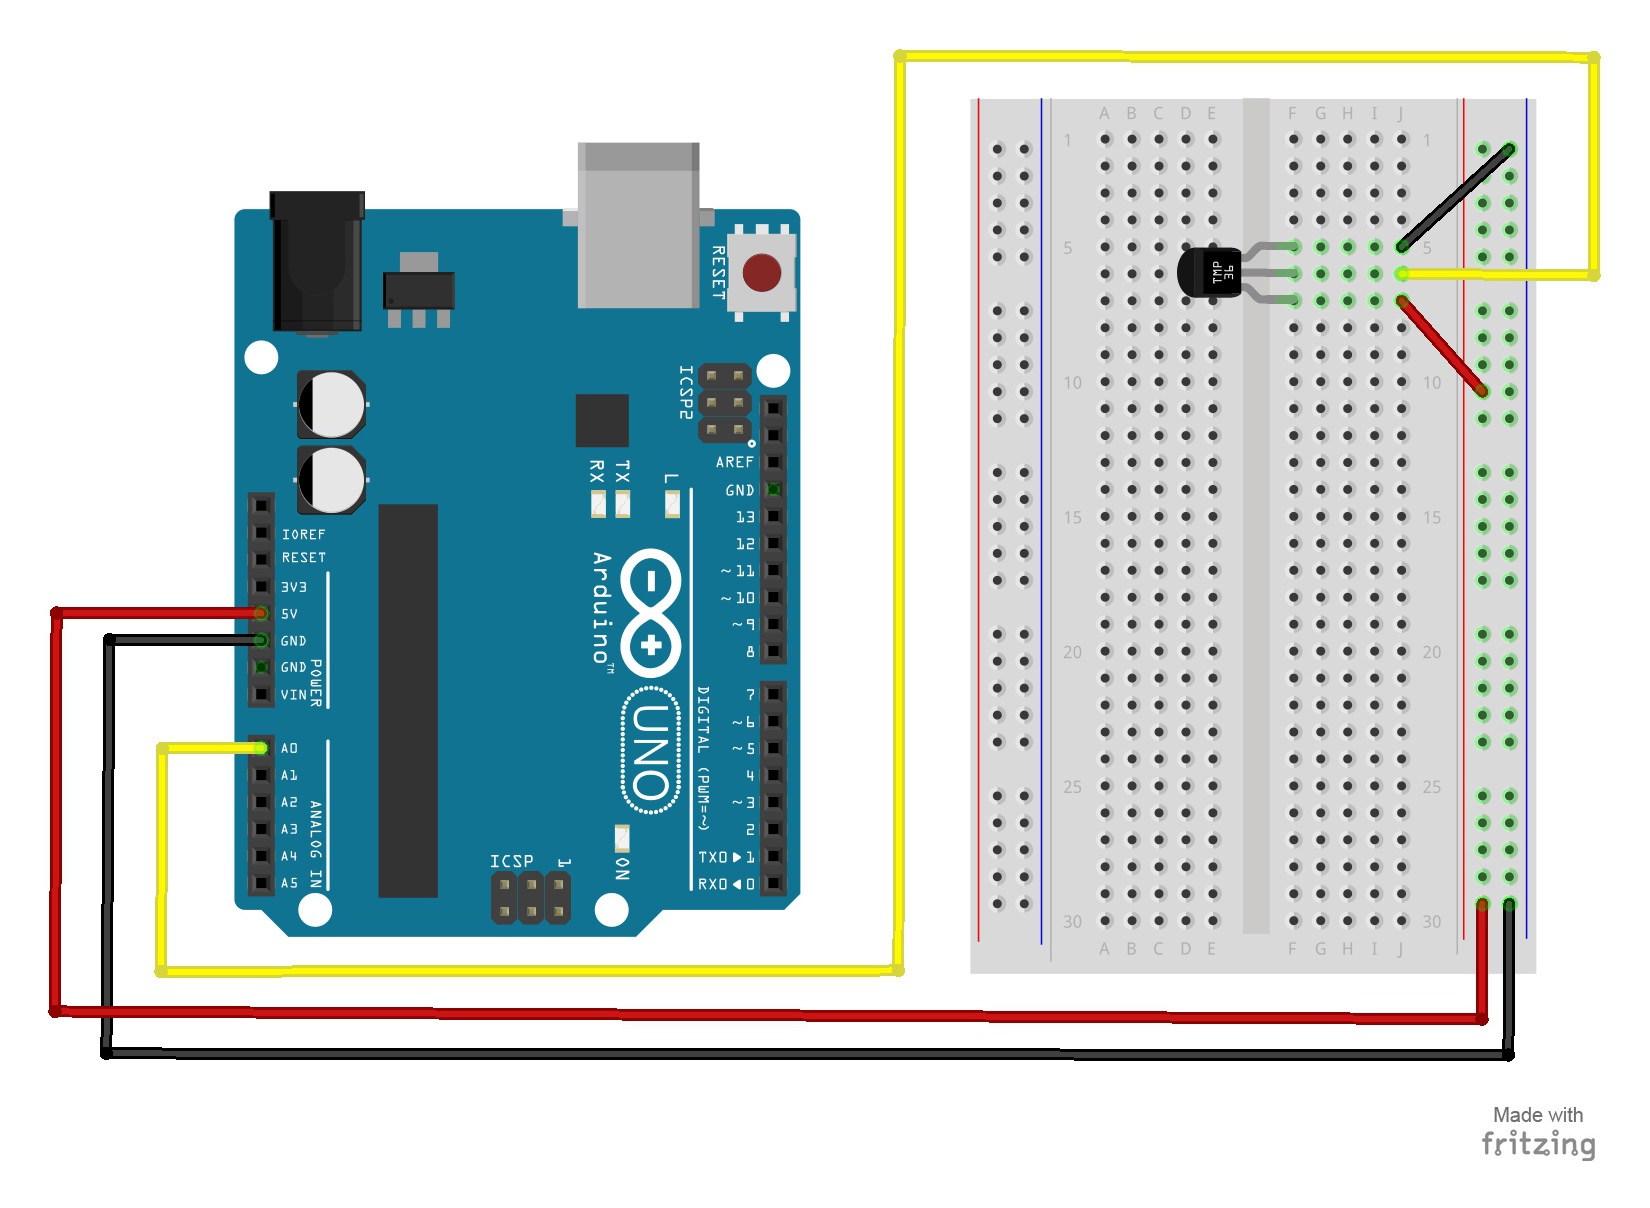 RESET
ICSP2
AREF
GND
13
12
~11
~10
~9
8
7
~6
~5
4
~3
2
TX0▶1
RX0◀0
DIGITAL (PWM=~)
RX
TX
L
Arduino™
UNO
ON
ICSP
1
IOREF
RESET
3V3
5V
GND
GND
VIN
POWER
A0
A1
A2
A3
A4
A5
ANALOG IN
A B C D E F G H I J
1 1
5 5
10 10
15 15
20 20
25 25
30 30
A B C D E F G H I J
TMP
36
Made with
fritzing